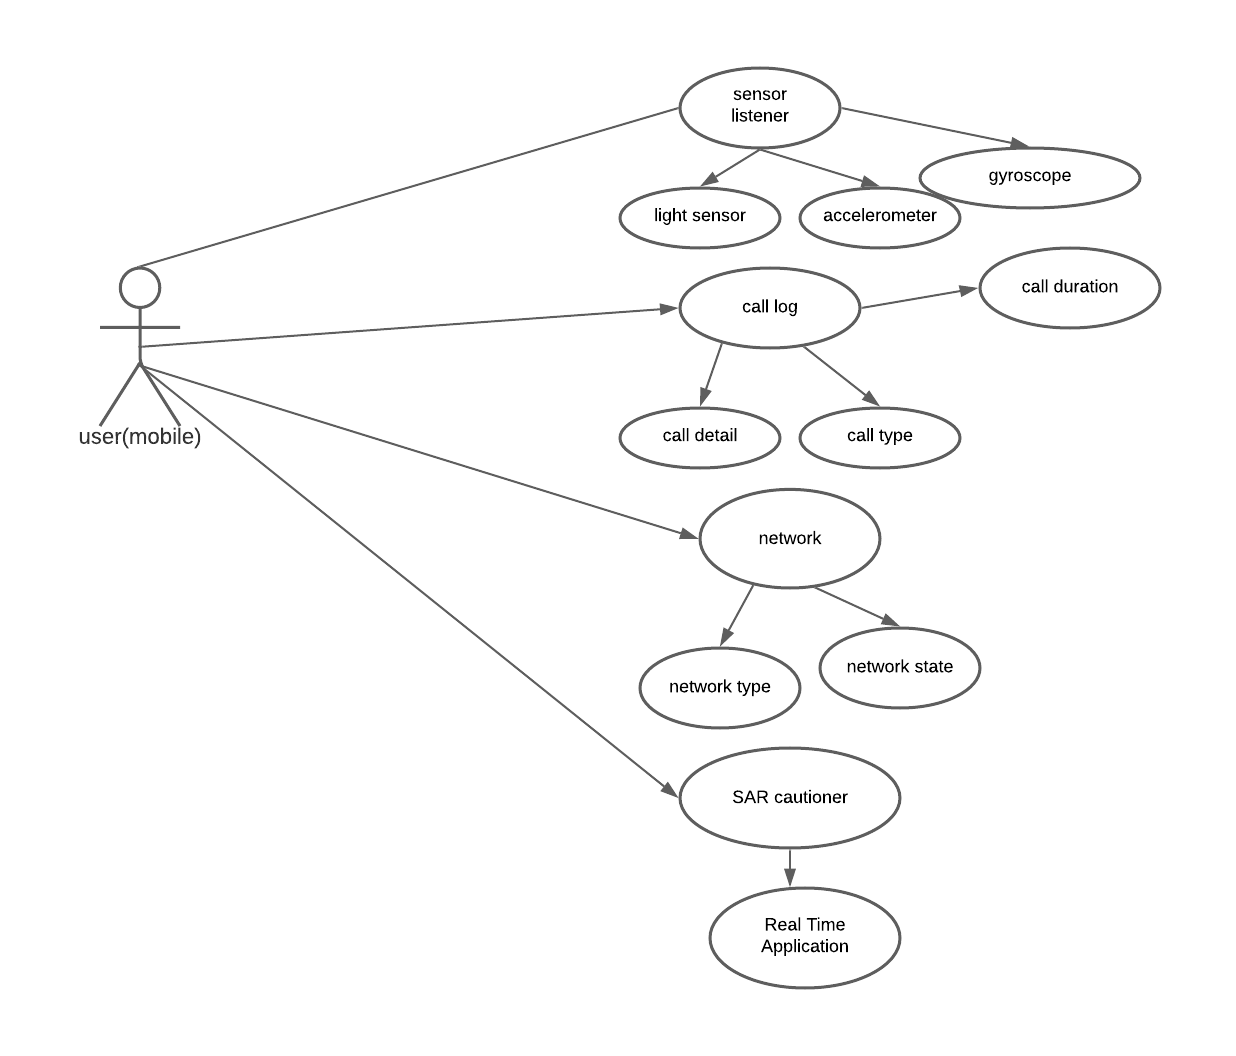 sensor
listener
gyroscope
light sensor
accelerometer
call duration
call log
user(mobile)
call detail
call type
network
network state
network type
SAR cautioner
Real Time
Application